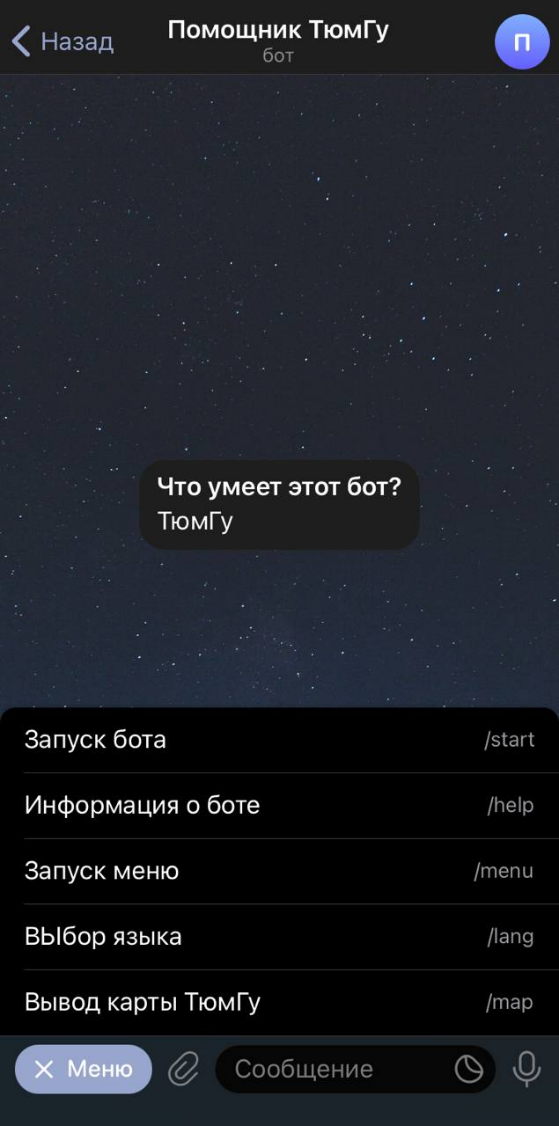 Назад
Помощник ТюмГу
бот
П
Что умеет этот бот?
ТюмГу
Запуск бота /start
Информация о боте /help
Запуск меню /menu
ВЫбор языка /lang
Вывод карты ТюмГу /map
Меню Сообщение